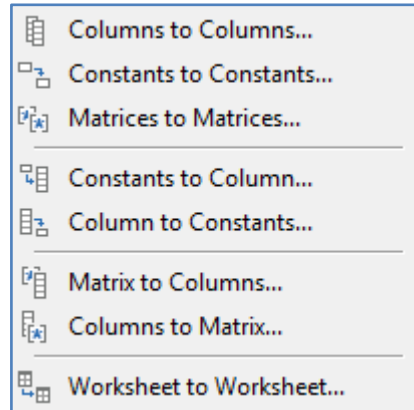 Columns to Columns...
Constants to Constants...
Matrices to Matrices...
Constants to Column...
Column to Constants...
Matrix to Columns...
Columns to Matrix...
Worksheet to Worksheet...